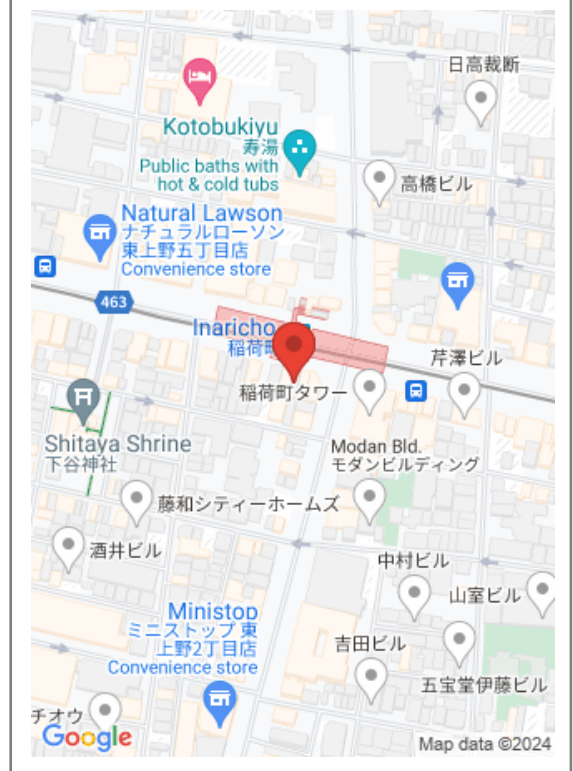 日高裁断
Kotobukiyu
寿湯
Public baths with
hot & cold tubs
高橋ビル
Natural Lawson
ナチュラルローソン
東上野五丁目店
Convenience store
463
Inaricho
稲荷町
芹澤ビル
稲荷町タワー
Shitaya Shrine
下谷神社
Modan Bld.
モダンビルディング
藤和シティーホームズ
酒井ビル
中村ビル
山室ビル
Ministop
ミニストップ 東
上野2丁目店
Convenience store
吉田ビル
五宝堂伊藤ビル
チオウ
Google
Map data ©2024